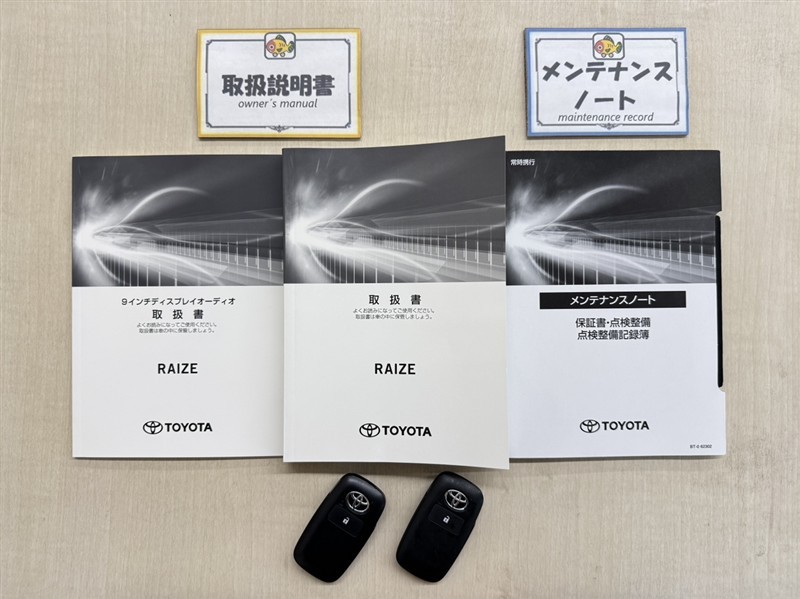 取扱説明書
owner's manual
メンテナンス
ノート
maintenance record
9インチディスプレイオーディオ
取扱書
よくお読みになってご使用ください。
取扱書は車の中に保管しましょう。
RAIZE
TOYOTA
取扱書
よくお読みになってご使用ください。
取扱書は車の中に保管しましょう。
RAIZE
TOYOTA
常時携行
メンテナンスノート
保証書・点検整備
点検整備記録簿
TOYOTA